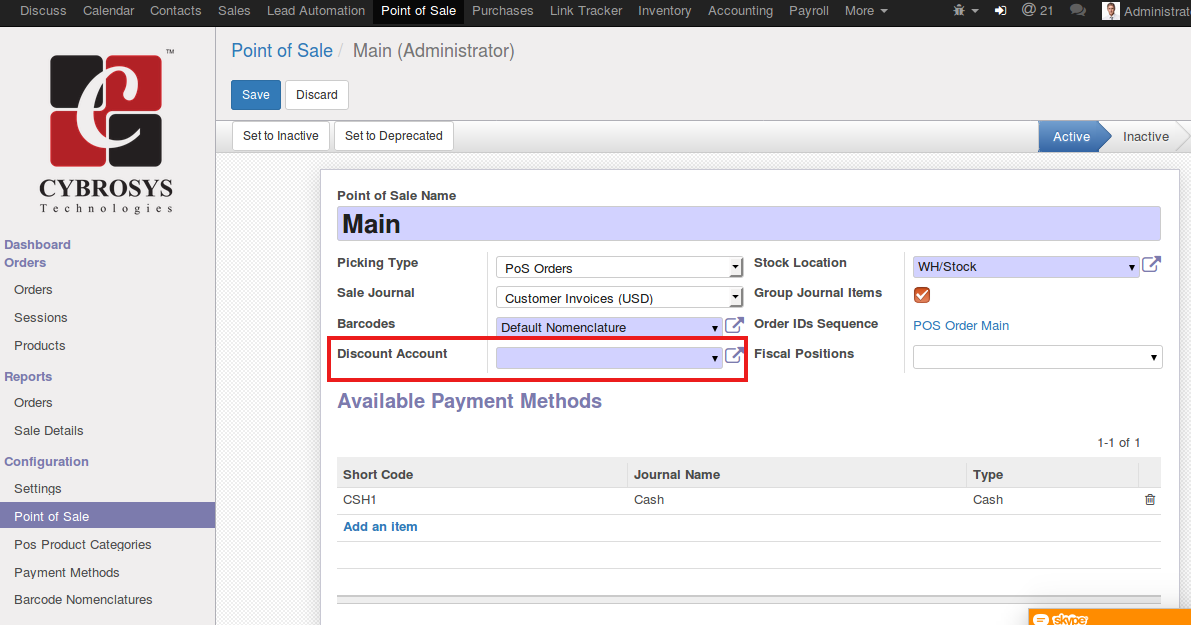 Discuss Calendar Contacts Sales Lead Automation Point of Sale Purchases Link Tracker Inventory Accounting Payroll More @ 21 Administrat
Point of Sale / Main (Administrator)
Save Discard
Set to Inactive Set to Deprecated Active Inactive
™
CYBROSYS
Technologies
Dashboard
Orders
Orders
Sessions
Products
Reports
Orders
Sale Details
Configuration
Settings
Point of Sale
Pos Product Categories
Payment Methods
Barcode Nomenclatures
Point of Sale Name
Main
Picking Type PoS Orders Stock Location WH/Stock
Sale Journal Customer Invoices (USD) Group Journal Items
Barcodes Default Nomenclature Order IDs Sequence POS Order Main
Discount Account Fiscal Positions
Available Payment Methods
1-1 of 1
Short Code Journal Name Type
CSH1 Cash Cash
Add an item
skype